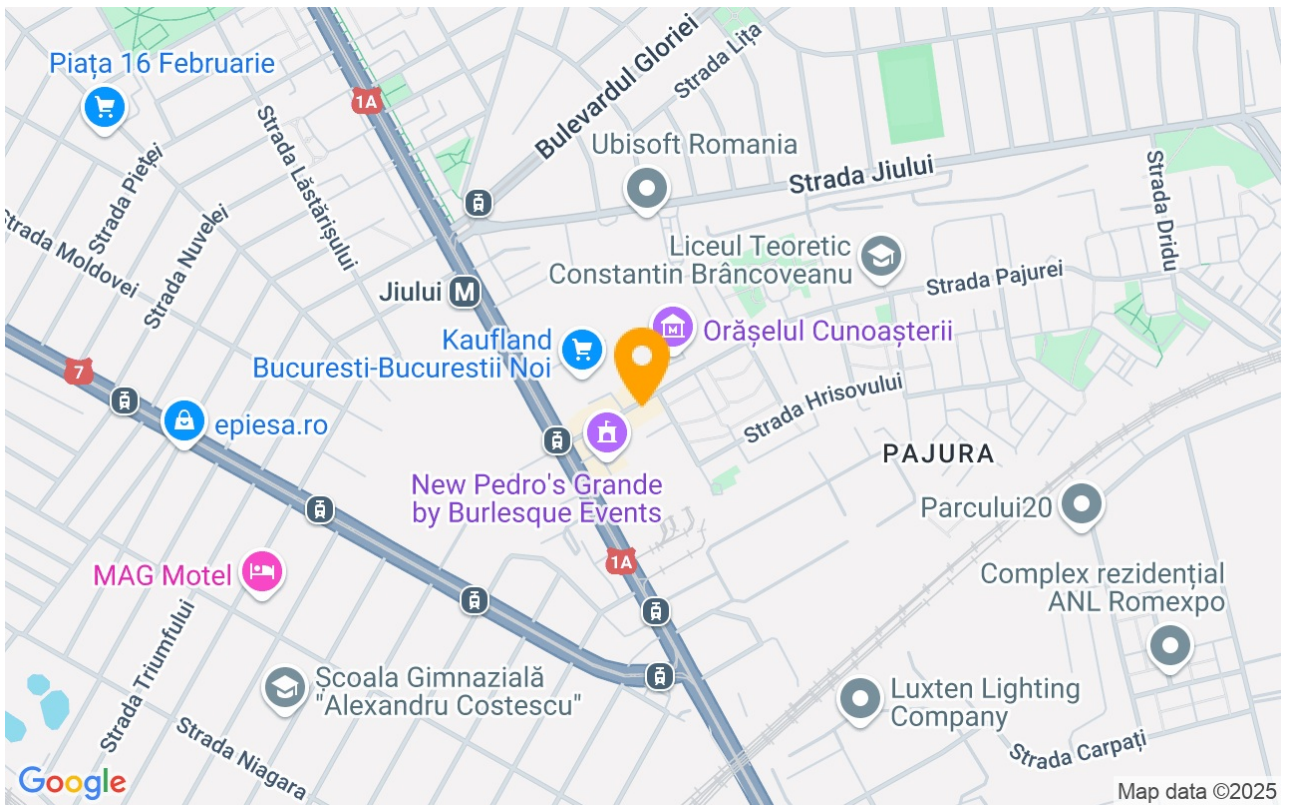 Piața 16 Februarie
1A
Bulevardul Gloriei
Strada Lița
Ubisoft Romania
Strada Jiului
Strada Pieței
Strada Lăstărișului
Strada Nuvelei
Strada Moldovei
Liceul Teoretic
Constantin Brâncoveanu
Strada Pajurei
Strada Dridu
Jiului M
Kaufland
Bucuresti-Bucurestii Noi
M
Orășelul Cunoașterii
7
epiesa.ro
Strada Hrisovului
PAJURA
New Pedro's Grande
by Burlesque Events
Parcului20
1A
MAG Motel
Complex rezidențial
ANL Romexpo
Strada Triumfului
Școala Gimnazială
"Alexandru Costescu"
Luxten Lighting
Company
Strada Niagara
Strada Carpați
Google
Map data ©2025